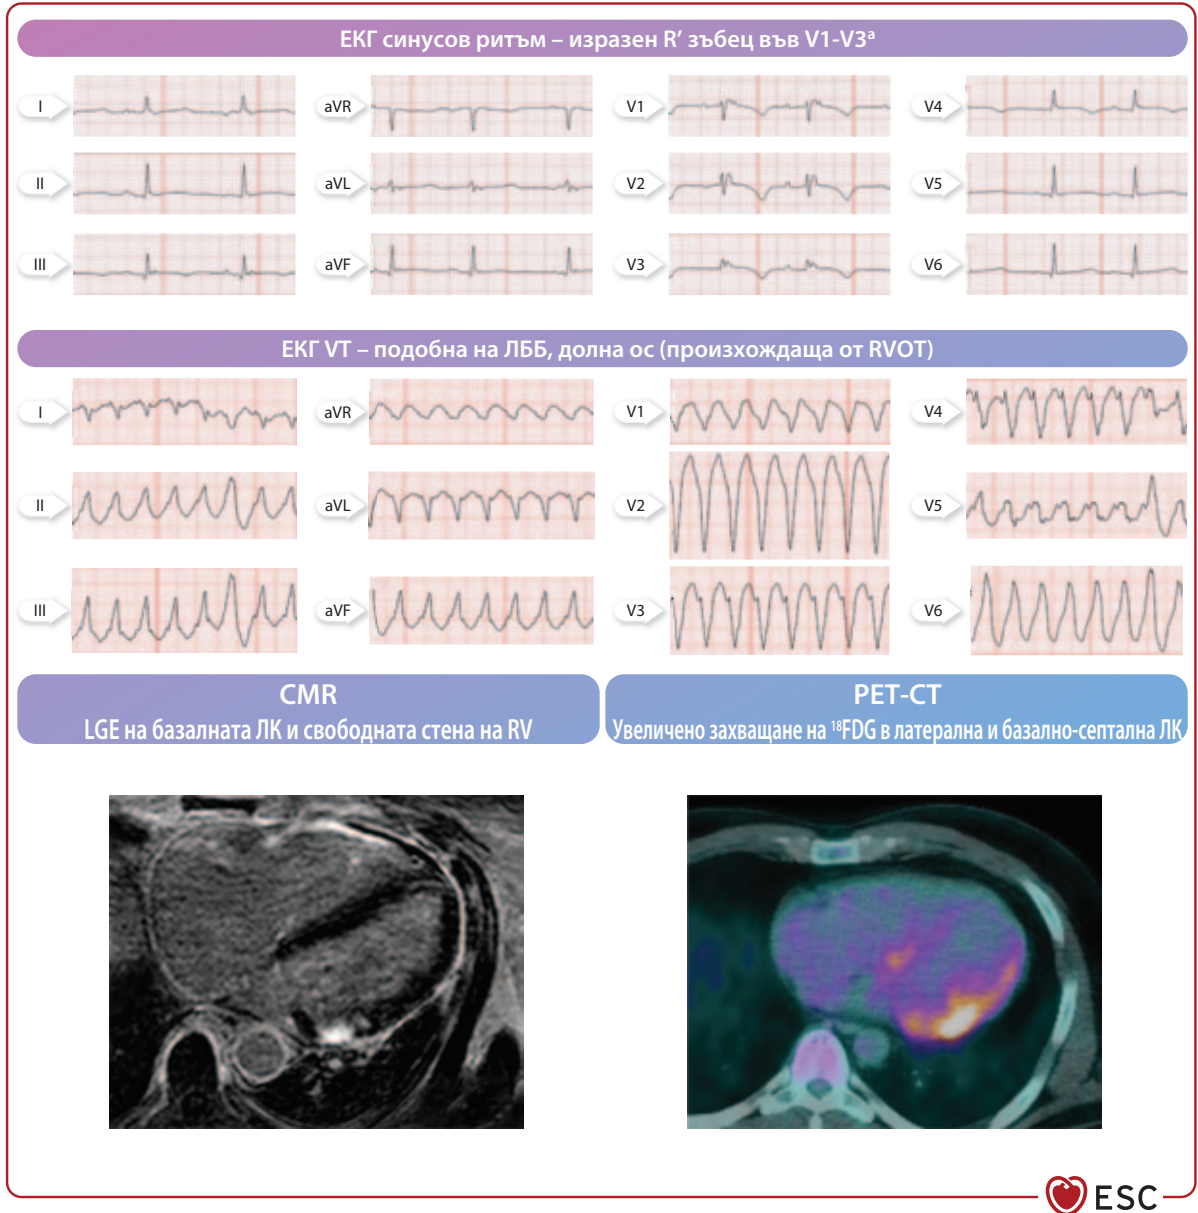 ЕКГ синусов ритъм – изразен R′ зъбец във V1-V3ᵃ
I
aVR
V1
V4
II
aVL
V2
V5
III
aVF
V3
V6
ЕКГ VT – подобна на ЛББ, долна ос (произхождаща от RVOT)
I
aVR
V1
V4
II
aVL
V2
V5
III
aVF
V3
V6
CMR
LGE на базалната ЛК и свободната стена на RV
PET-CT
Увеличено захващане на ¹⁸FDG в латерална и базално-септална ЛК
ESC